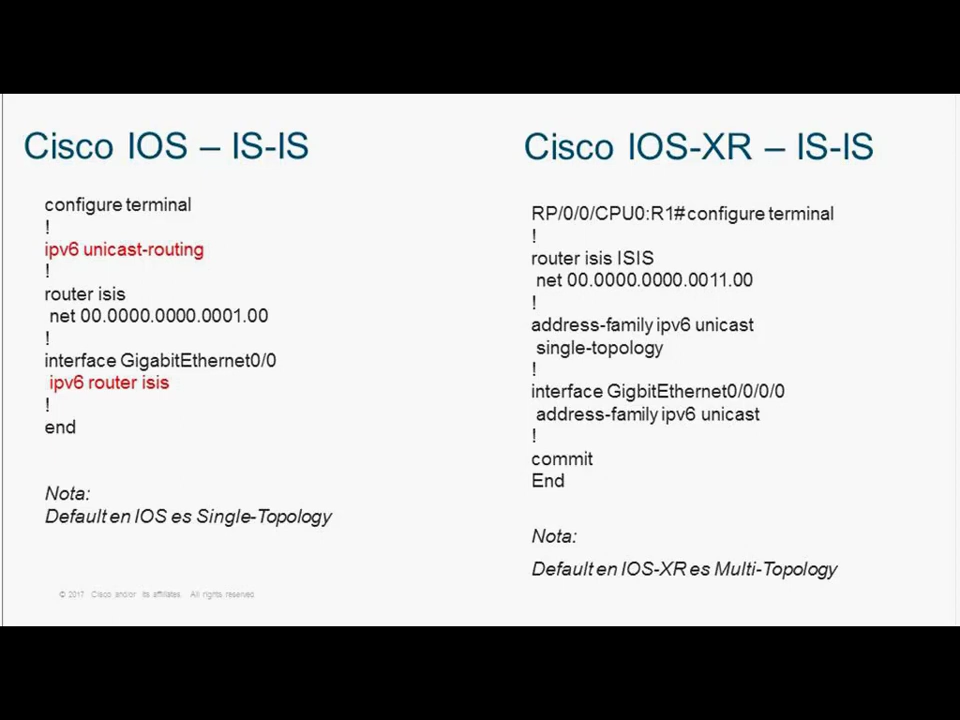 Cisco IOS – IS-IS
configure terminal
!
ipv6 unicast-routing
!
router isis
net 00.0000.0000.0001.00
!
interface GigabitEthernet0/0
ipv6 router isis
!
end
Nota:
Default en IOS es Single-Topology
© 2017 Cisco and/or its affiliates. All rights reserved
Cisco IOS-XR – IS-IS
RP/0/0/CPU0:R1#configure terminal
!
router isis ISIS
net 00.0000.0000.0011.00
!
address-family ipv6 unicast
single-topology
!
interface GigbitEthernet0/0/0/0
address-family ipv6 unicast
!
commit
End
Nota:
Default en IOS-XR es Multi-Topology